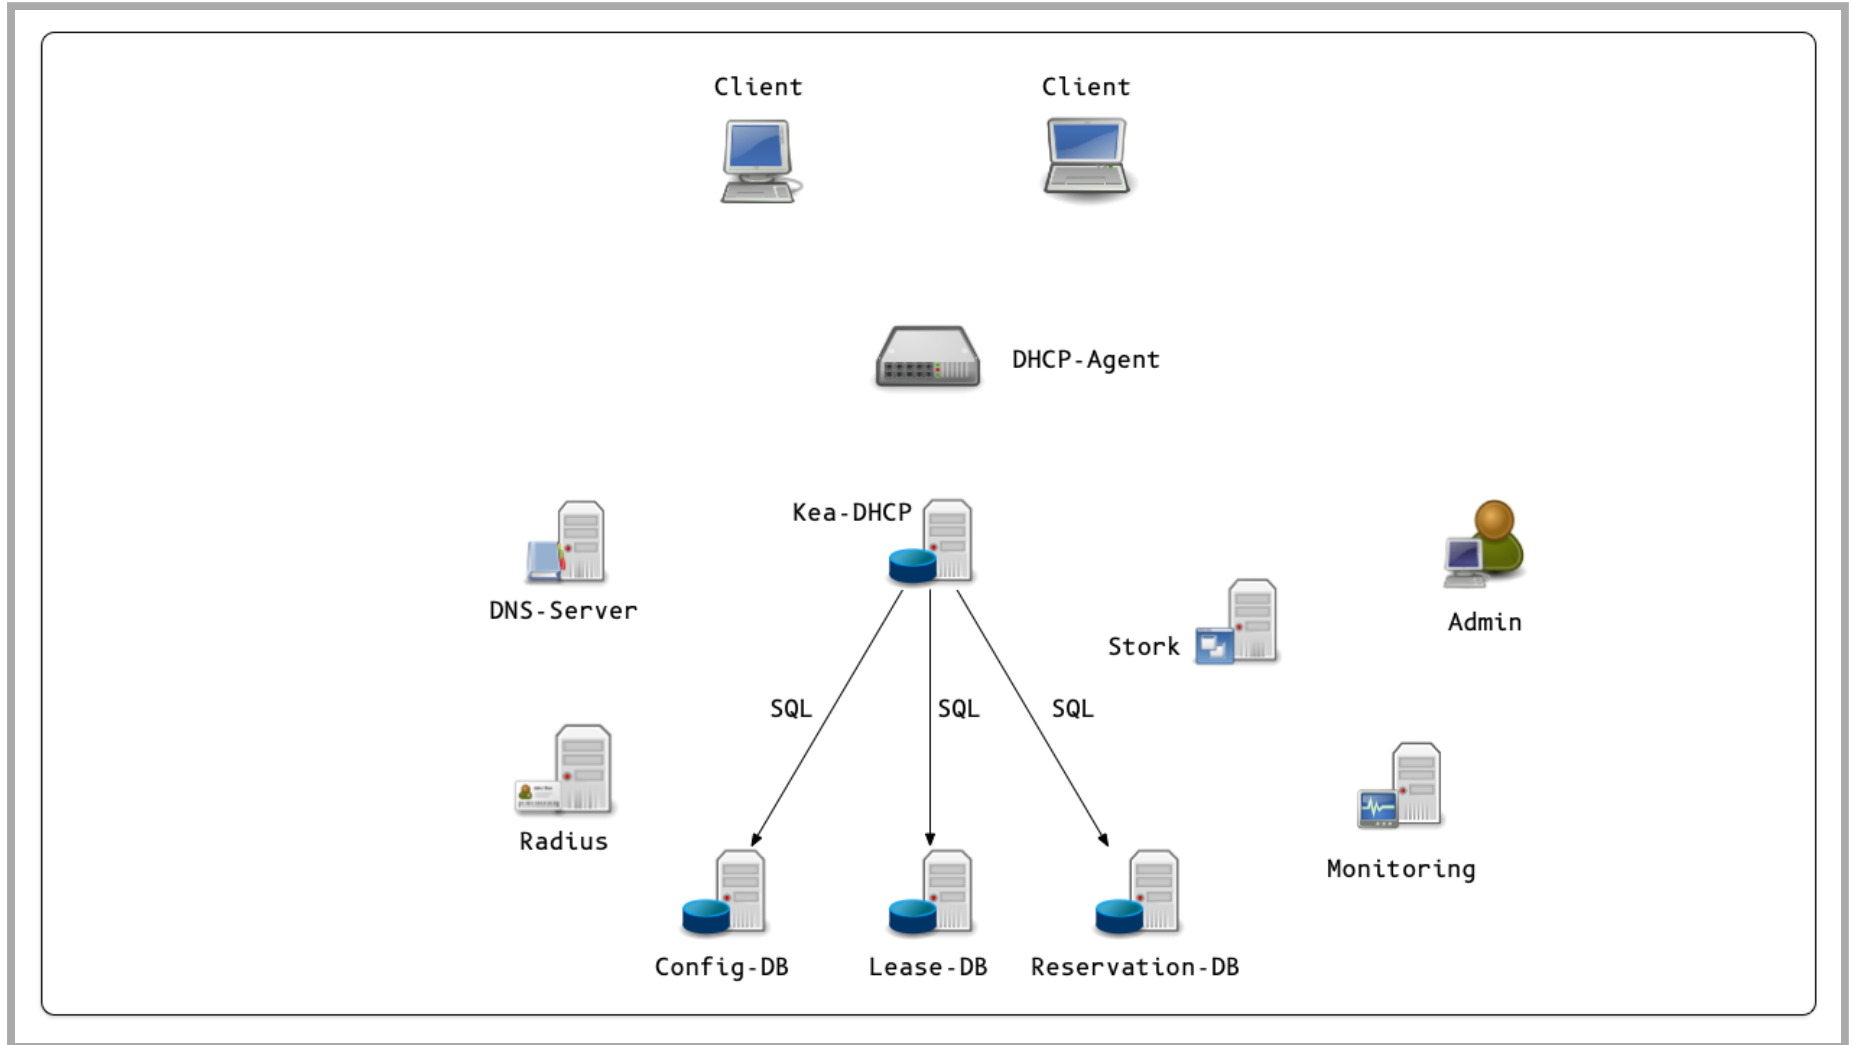 Client
Client
DHCP-Agent
Kea-DHCP
DNS-Server
Admin
Stork
SQL
SQL
SQL
Radius
Monitoring
Config-DB
Lease-DB
Reservation-DB